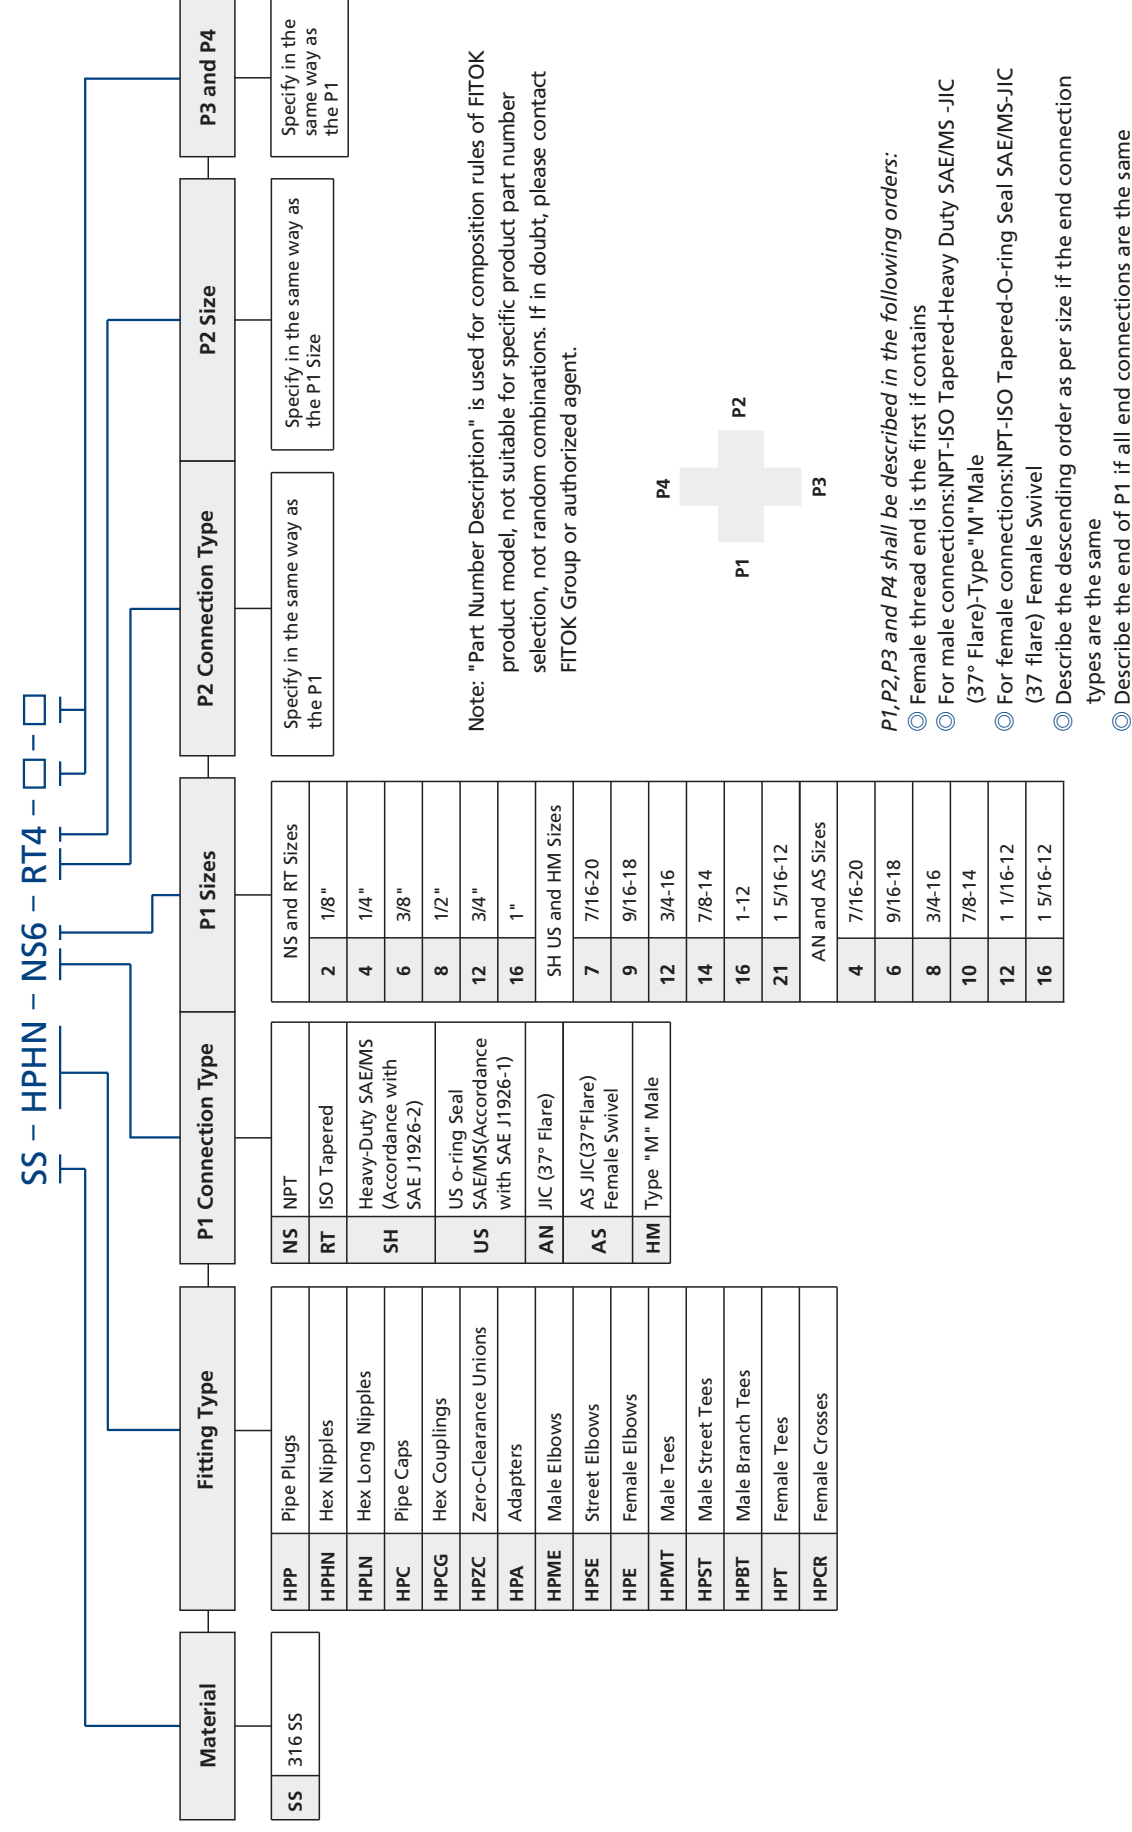 SS – HPHN – NS6 – RT4 – □ – □
Material
SS 316 SS
Fitting Type
HPP Pipe Plugs
HPHN Hex Nipples
HPLN Hex Long Nipples
HPC Pipe Caps
HPCG Hex Couplings
HPZC Zero-Clearance Unions
HPA Adapters
HPME Male Elbows
HPSE Street Elbows
HPE Female Elbows
HPMT Male Tees
HPST Male Street Tees
HPBT Male Branch Tees
HPT Female Tees
HPCR Female Crosses
P1 Connection Type
NS NPT
RT ISO Tapered
SH Heavy-Duty SAE/MS
(Accordance with
SAE J1926-2)
US US o-ring Seal
SAE/MS(Accordance
with SAE J1926-1)
AN JIC (37° Flare)
AS AS JIC(37°Flare)
Female Swivel
HM Type "M" Male
P1 Sizes
NS and RT Sizes
2 1/8"
4 1/4"
6 3/8"
8 1/2"
12 3/4"
16 1"
SH US and HM Sizes
7 7/16-20
9 9/16-18
12 3/4-16
14 7/8-14
16 1-12
21 1 5/16-12
AN and AS Sizes
4 7/16-20
6 9/16-18
8 3/4-16
10 7/8-14
12 1 1/16-12
16 1 5/16-12
P2 Connection Type
Specify in the same way as
the P1
P2 Size
Specify in the same way as
the P1 Size
P3 and P4
Specify in the
same way as
the P1
Note: "Part Number Description" is used for composition rules of FITOK
product model, not suitable for specific product part number
selection, not random combinations. If in doubt, please contact
FITOK Group or authorized agent.
P4
P1 P2
P3
P1,P2,P3 and P4 shall be described in the following orders:
◎ Female thread end is the first if contains
◎ For male connections:NPT-ISO Tapered-Heavy Duty SAE/MS -JIC
(37° Flare)-Type"M"Male
◎ For female connections:NPT-ISO Tapered-O-ring Seal SAE/MS-JIC
(37 flare) Female Swivel
◎ Describe the descending order as per size if the end connection
types are the same
◎ Describe the end of P1 if all end connections are the same